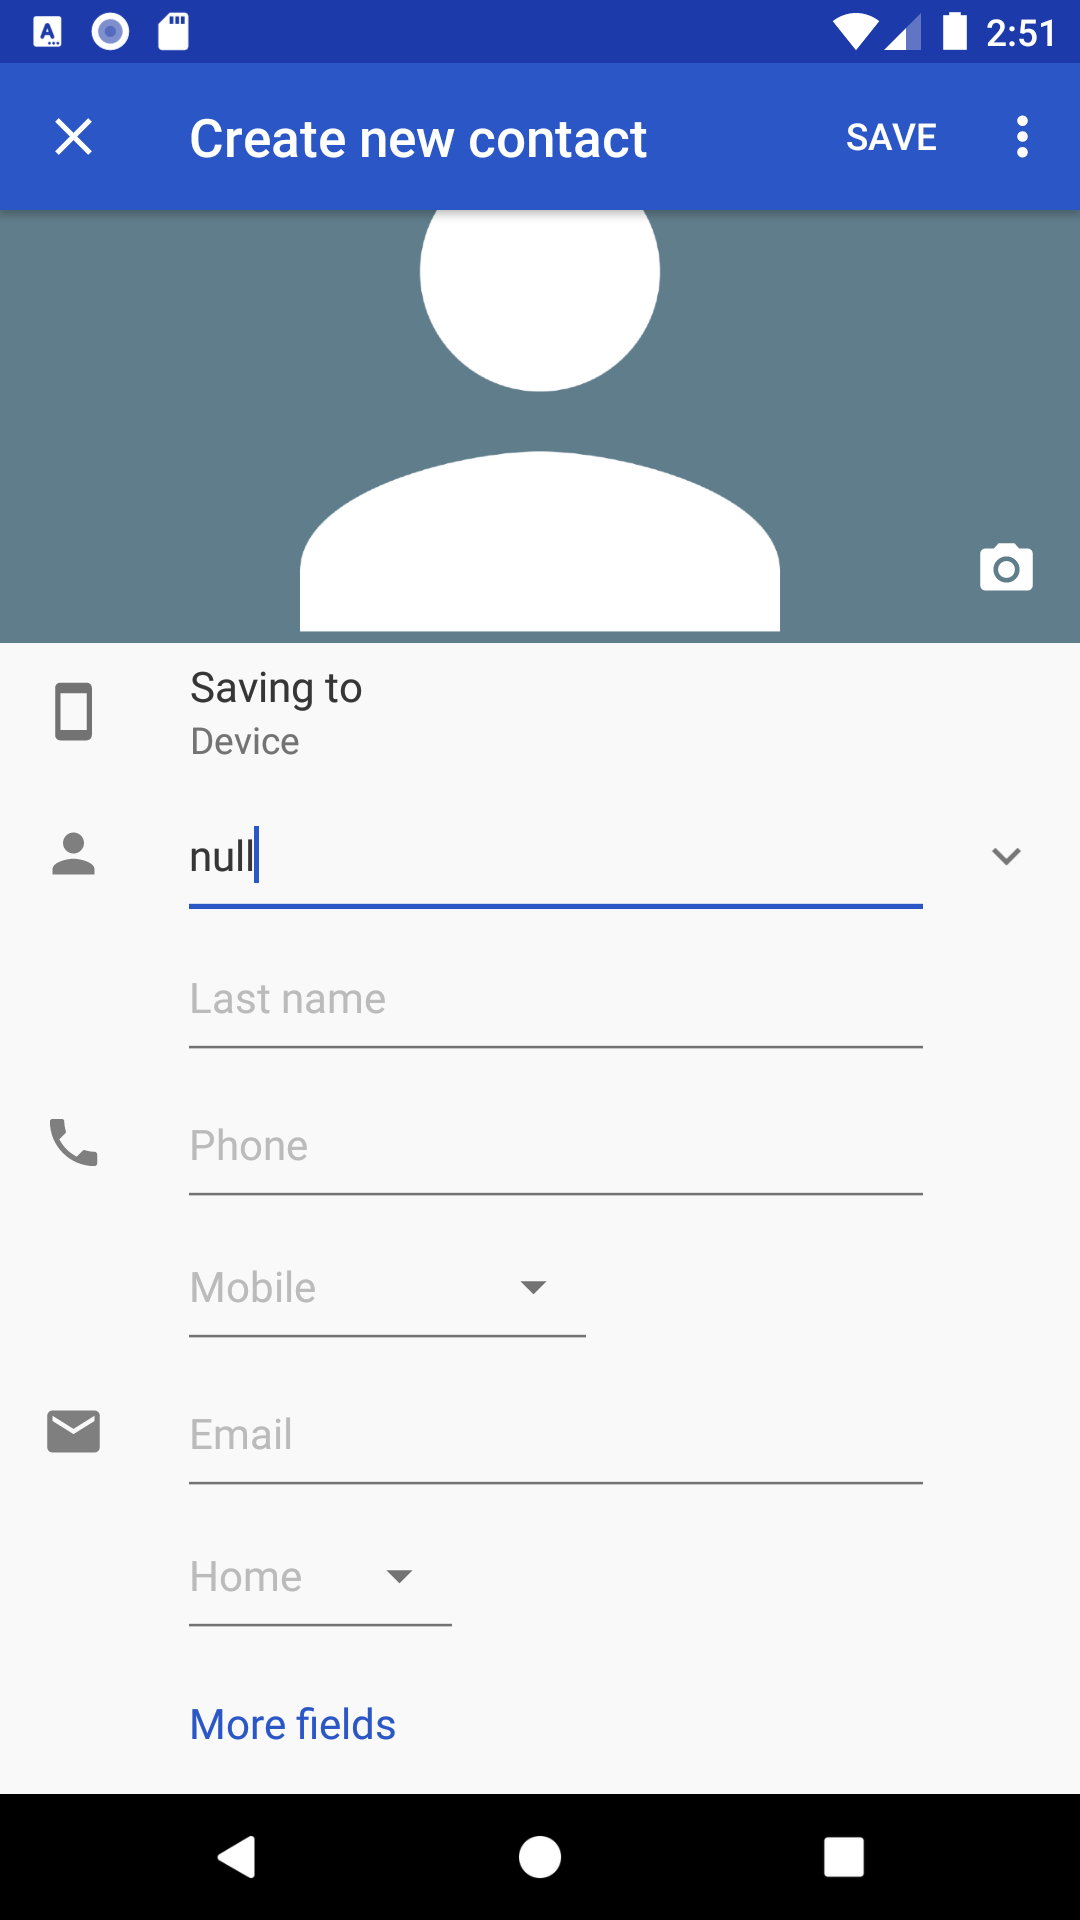 2:51
Create new contact
SAVE
Saving to
Device
null
Last name
Phone
Mobile
Email
Home
More fields